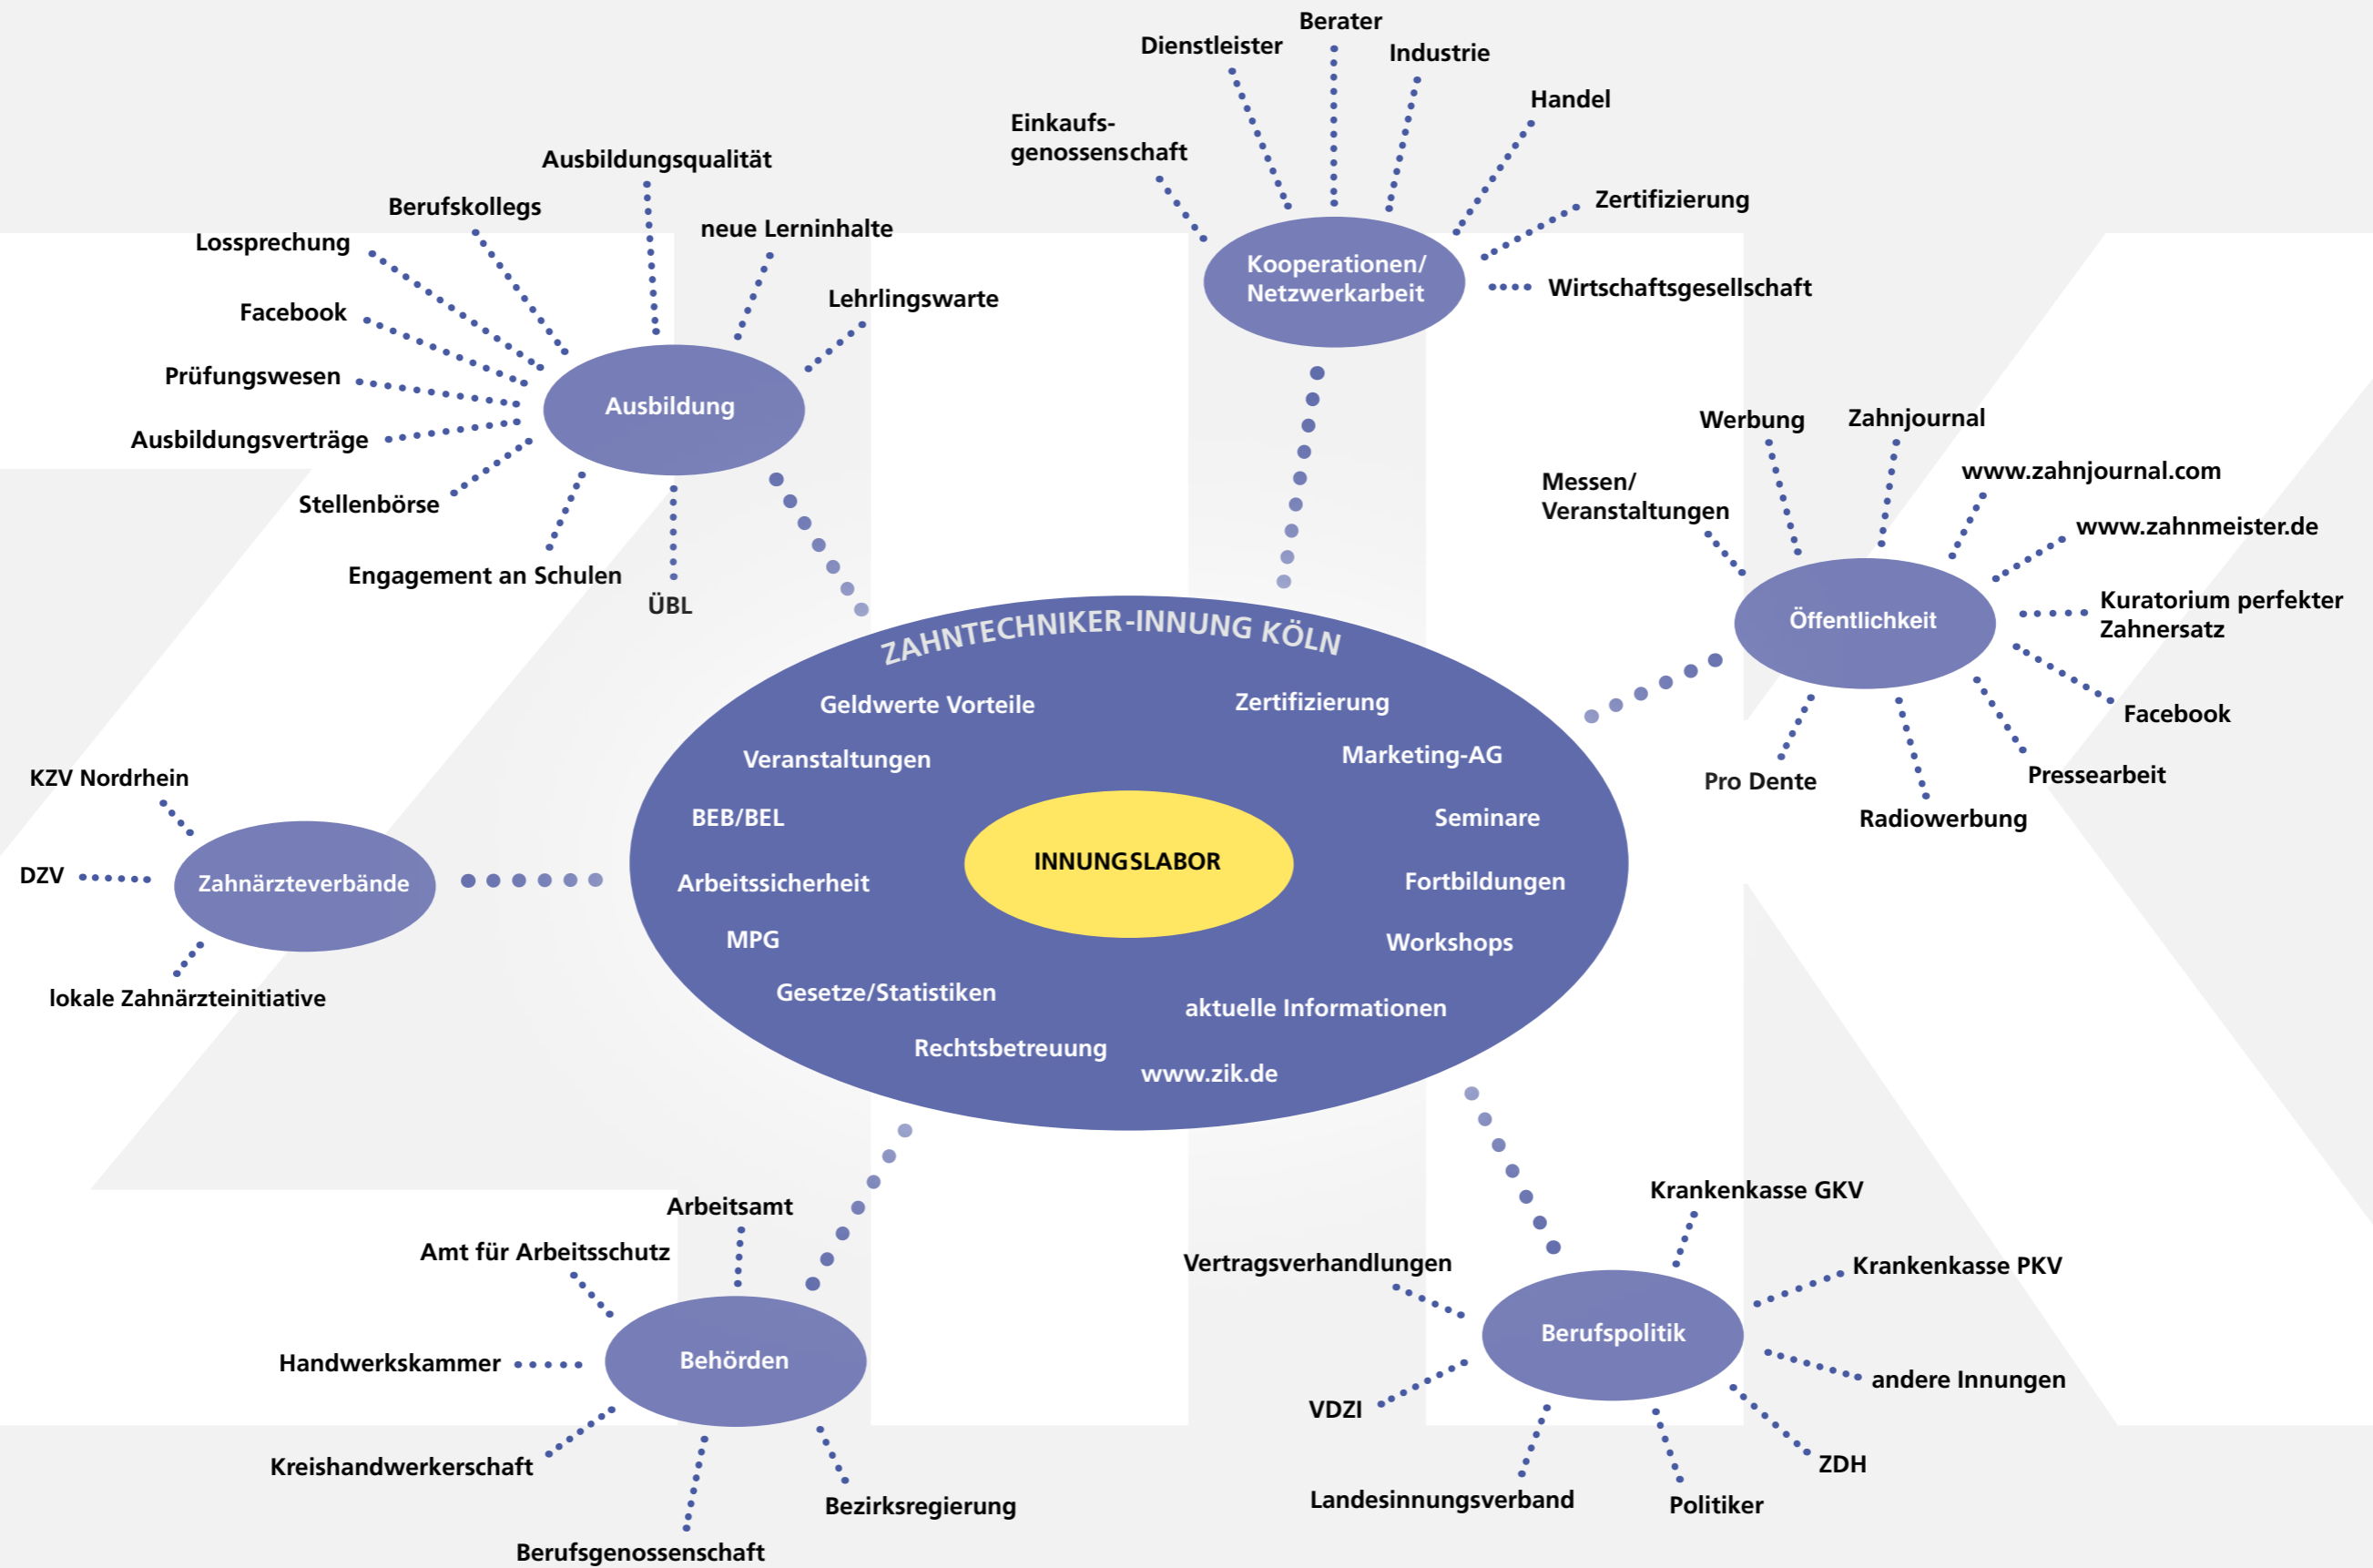 Berater
Dienstleister
Industrie
Handel
Einkaufs-
genossenschaft
Zertifizierung
Kooperationen/
Netzwerkarbeit
Wirtschaftsgesellschaft
Ausbildungsqualität
Berufskollegs
neue Lerninhalte
Lossprechung
Lehrlingswarte
Facebook
Prüfungswesen
Ausbildung
Ausbildungsverträge
Stellenbörse
Engagement an Schulen
ÜBL
Werbung
Zahnjournal
www.zahnjournal.com
Messen/
Veranstaltungen
www.zahnmeister.de
Öffentlichkeit
Kuratorium perfekter
Zahnersatz
Facebook
Pressearbeit
Pro Dente
Radiowerbung
ZAHNTECHNIKER-INNUNG KÖLN
Geldwerte Vorteile
Zertifizierung
Veranstaltungen
Marketing-AG
BEB/BEL
Seminare
INNUNGSLABOR
Arbeitssicherheit
Fortbildungen
MPG
Workshops
Gesetze/Statistiken
aktuelle Informationen
Rechtsbetreuung
www.zik.de
KZV Nordrhein
DZV
Zahnärzteverbände
lokale Zahnärzteinitiative
Arbeitsamt
Amt für Arbeitsschutz
Handwerkskammer
Behörden
Kreishandwerkerschaft
Bezirksregierung
Berufsgenossenschaft
Krankenkasse GKV
Vertragsverhandlungen
Krankenkasse PKV
Berufspolitik
andere Innungen
VDZI
ZDH
Landesinnungsverband
Politiker
ZIK